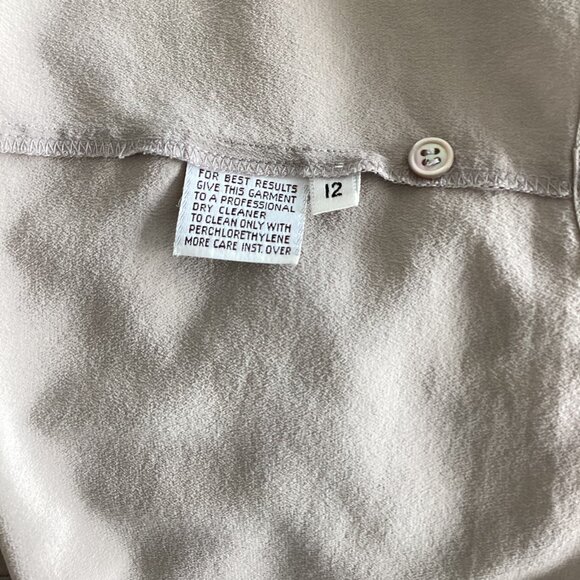 FOR BEST RESULTS
GIVE THIS GARMENT
TO A PROFESSIONAL
DRY CLEANER
TO CLEAN ONLY WITH
PERCHLORETHYLENE
MORE CARE INST. OVER
12